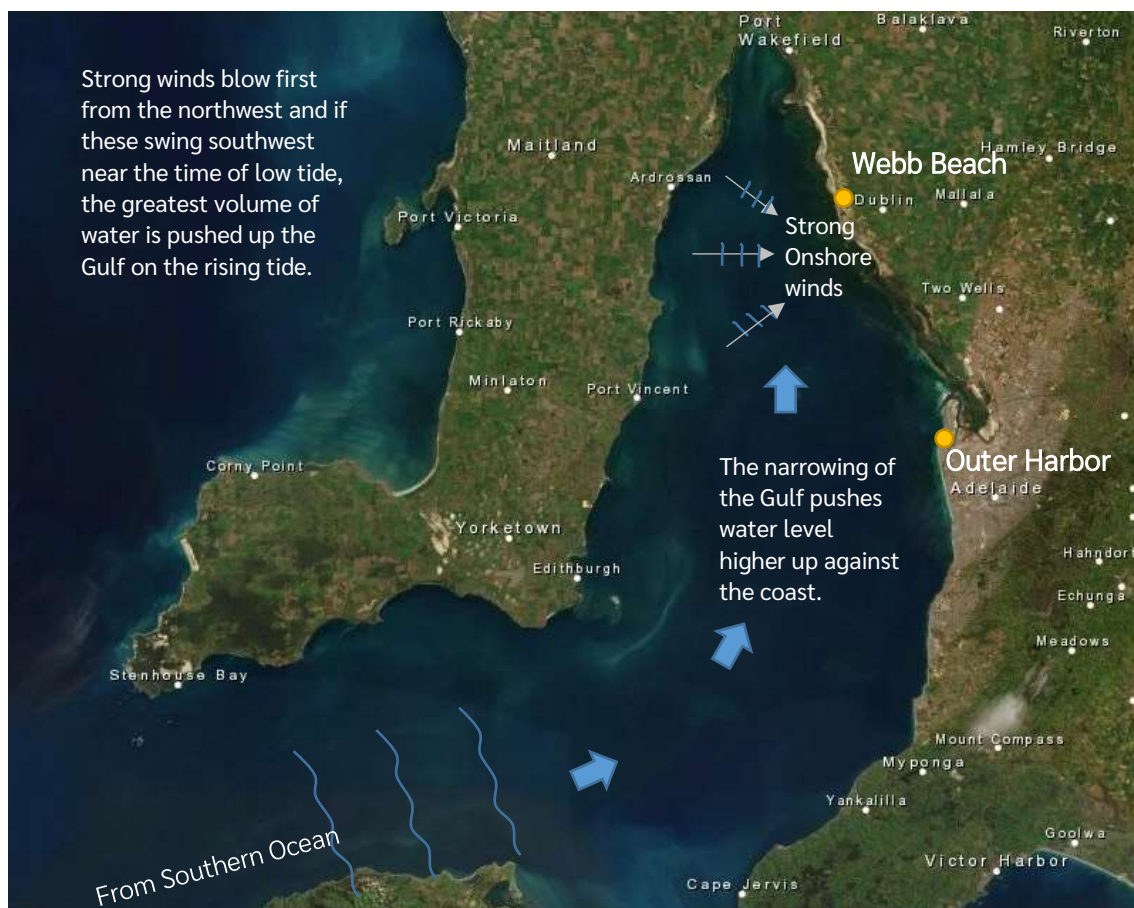 Port
Wakefield
Balaklava
Riverton
Strong winds blow first
from the northwest and if
these swing southwest
near the time of low tide,
the greatest volume of
water is pushed up the
Gulf on the rising tide.
Maitland
Hamley Bridge
Webb Beach
Ardrossan
Dublin
Mallala
Port Victoria
Strong
Onshore
winds
Two Wells
Port Rickaby
Minlaton
Port Vincent
Corny Point
The narrowing of
the Gulf pushes
water level
higher up against
the coast.
Outer Harbor
Adelaide
Yorketown
Edithburgh
Hahndorf
Echunga
Meadows
Stenhouse Bay
Mount Compass
Myponga
Yankalilla
Goolwa
From Southern Ocean
Victor Harbor
Cape Jervis